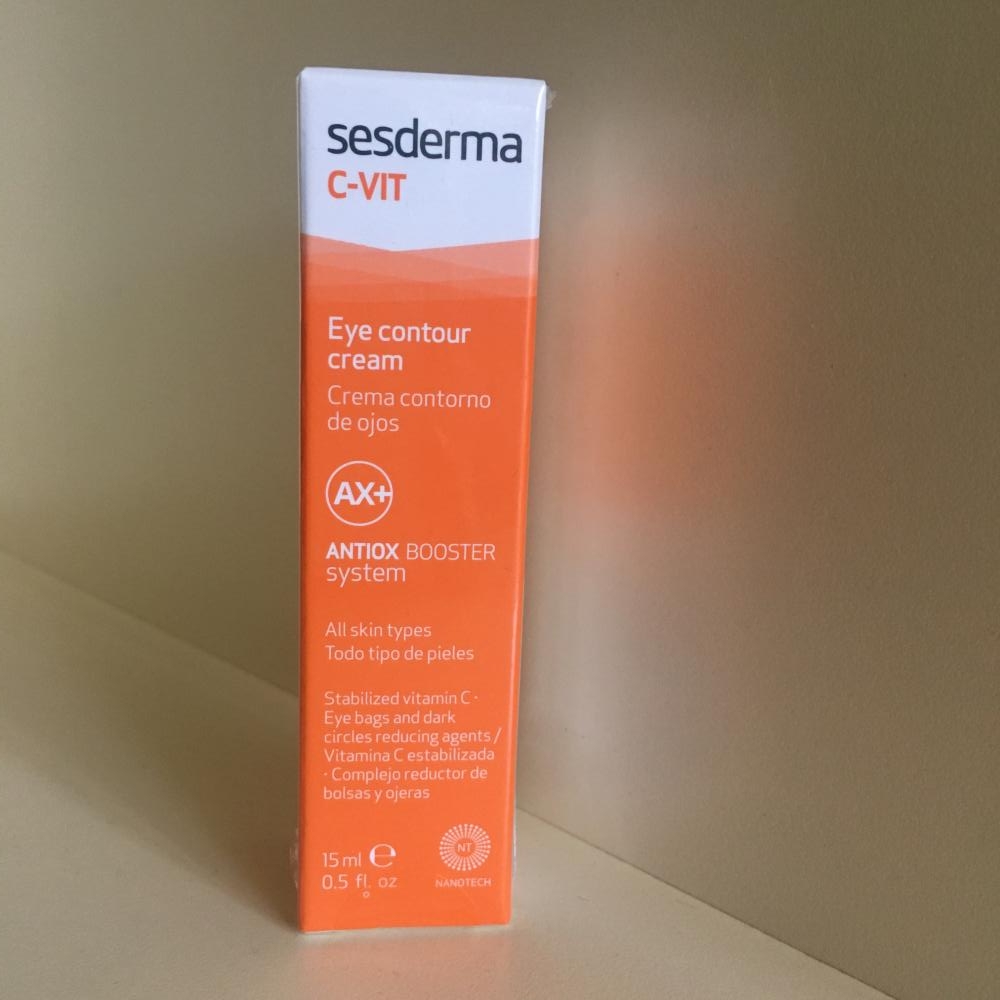 sesderma
C-VIT
Eye contour
cream
Crema contorno
de ojos
AX+
ANTIOX BOOSTER
system
All skin types
Todo tipo de pieles
Stabilized vitamin C ·
Eye bags and dark
circles reducing agents /
Vitamina C estabilizada
· Complejo reductor de
bolsas y ojeras
15 ml ℮
0.5 fl. oz
NT
NANOTECH